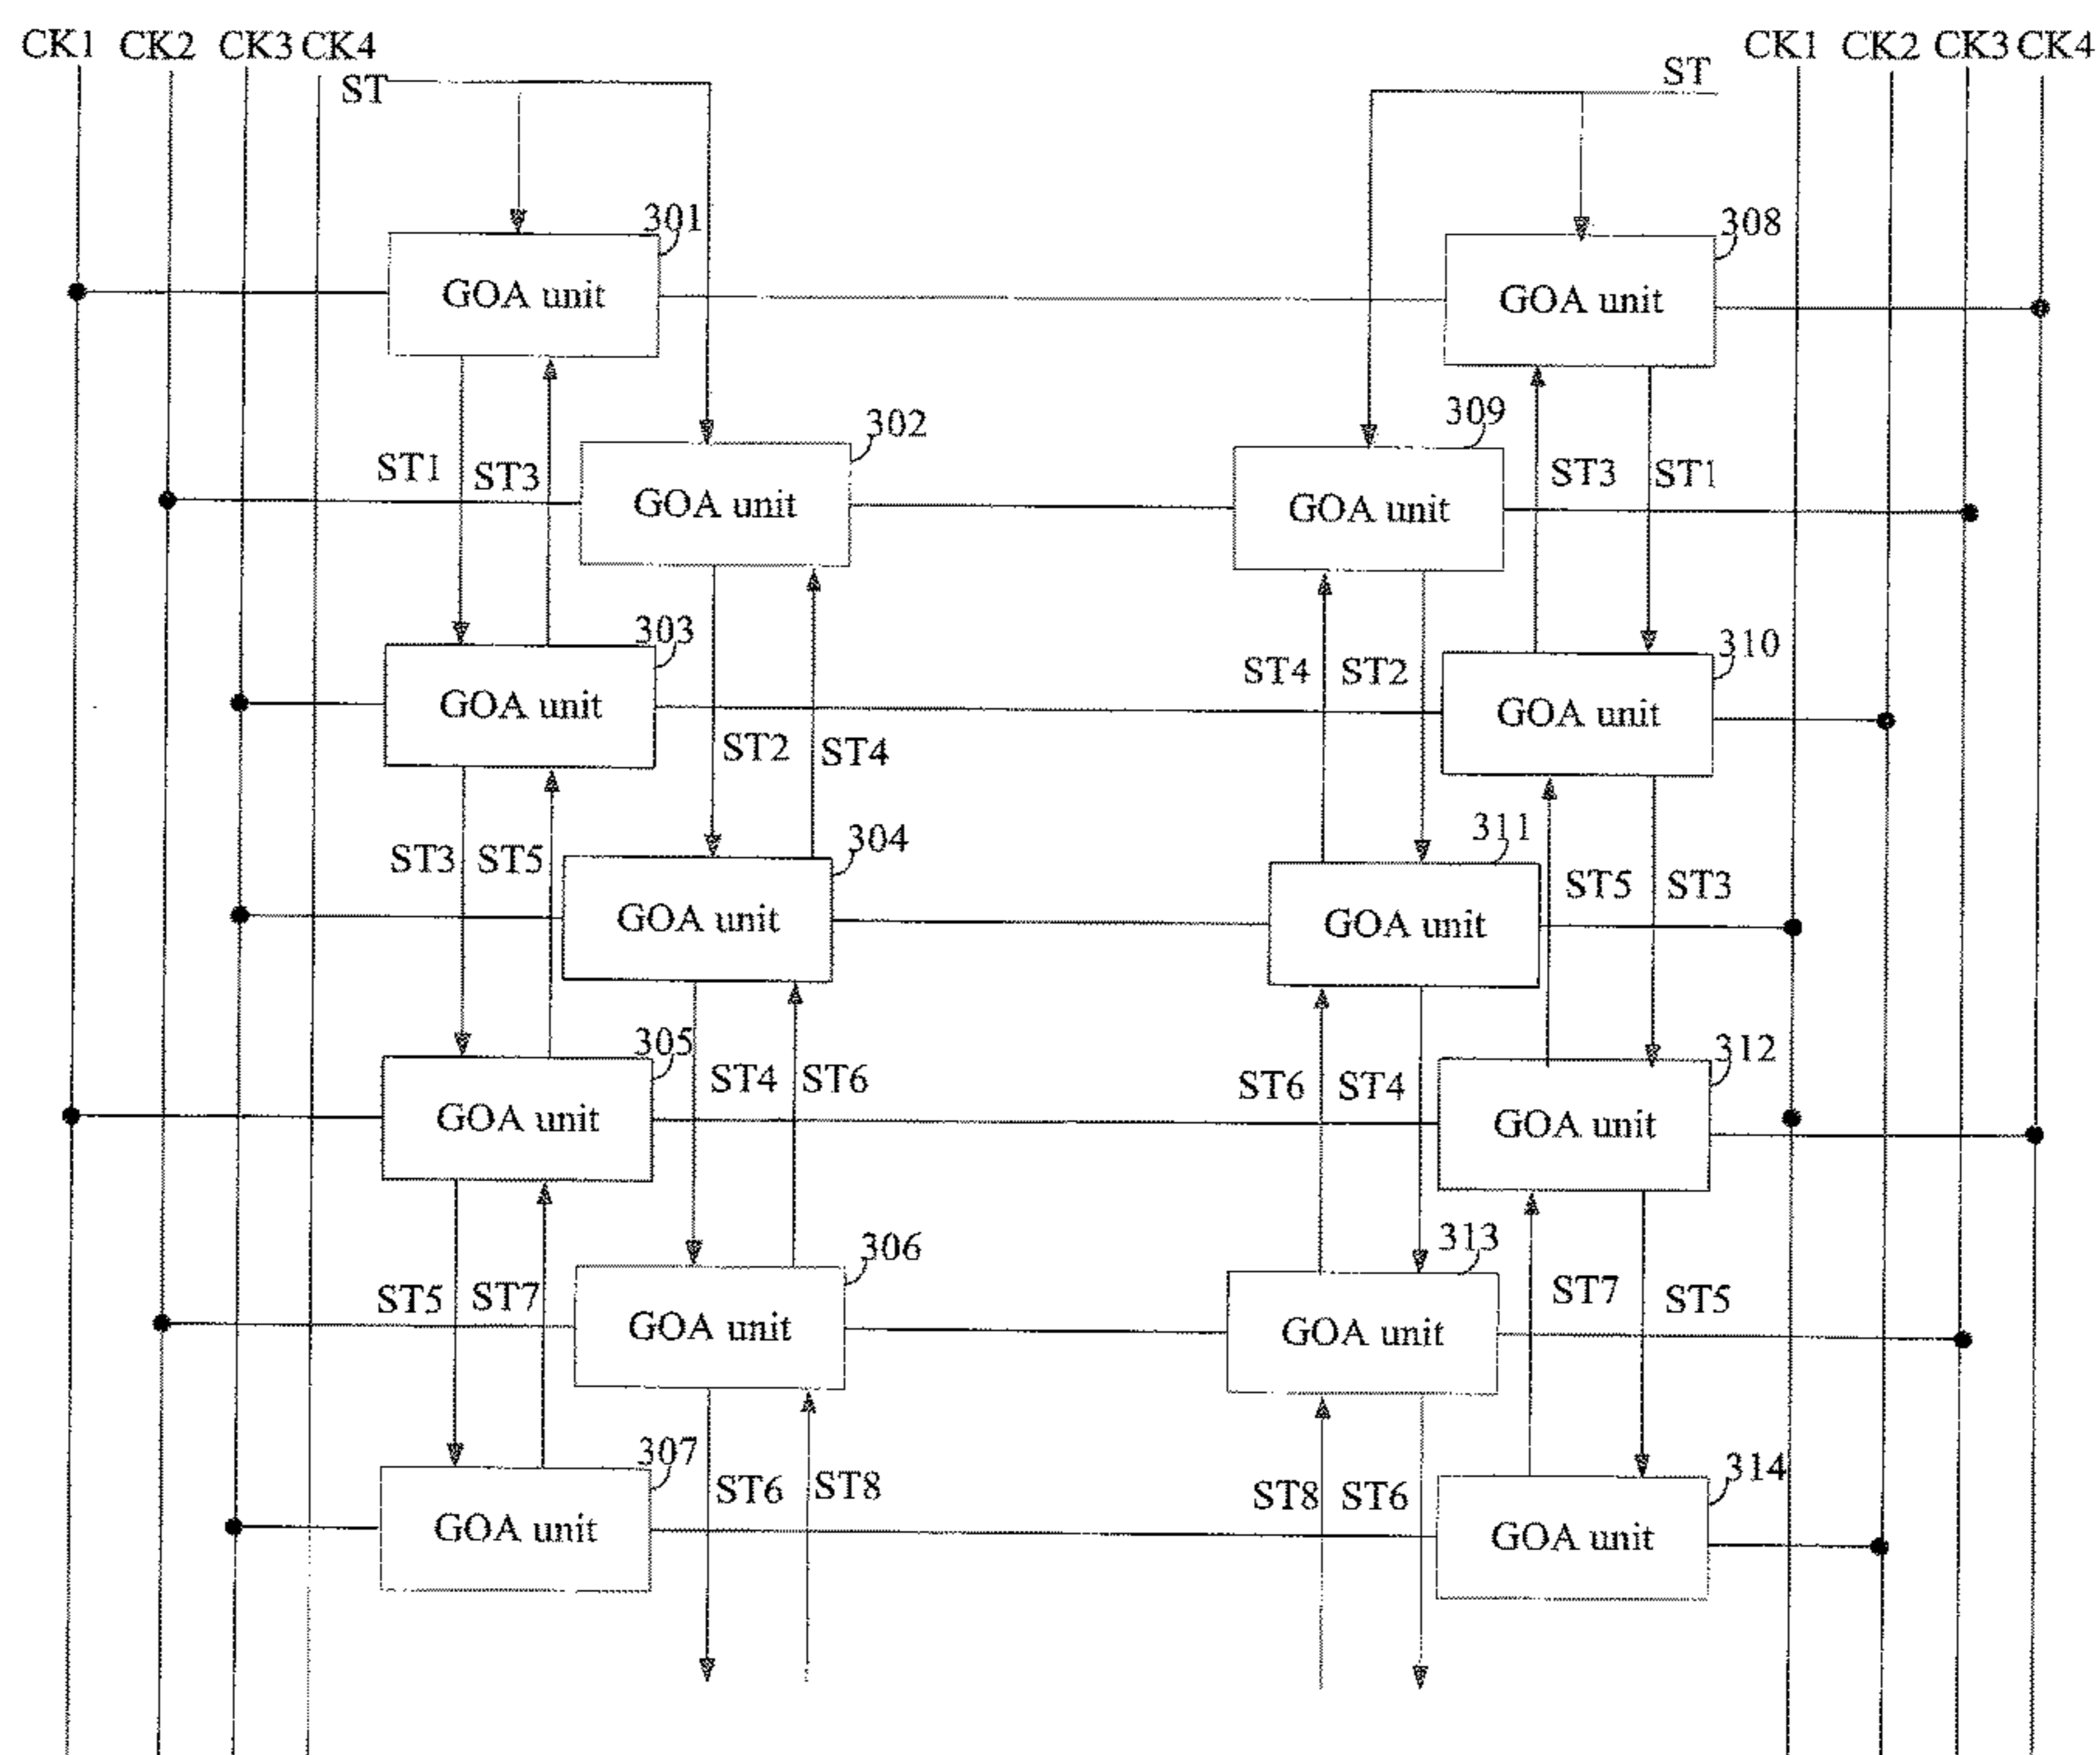 CK1 CK2 CK3 CK4 ST ST CK1 CK2 CK3 CK4
301 308
GOA unit GOA unit
302 309
ST1 ST3 ST3 ST1
GOA unit GOA unit
303 310
GOA unit ST4 ST2 GOA unit
ST2 ST4
304 311
ST3 ST5 ST5 ST3
GOA unit GOA unit
305 312
ST4 ST6 ST6 ST4
GOA unit GOA unit
306 313
ST5 ST7 ST7 ST5
GOA unit GOA unit
307 314
ST6 ST8 ST8 ST6
GOA unit GOA unit